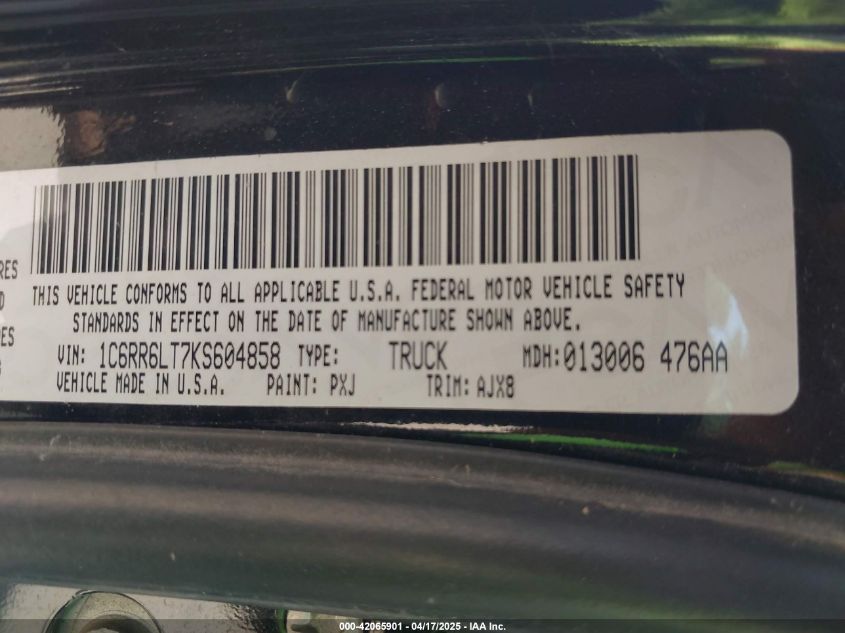 RES
THIS VEHICLE CONFORMS TO ALL APPLICABLE U.S.A. FEDERAL MOTOR VEHICLE SAFETY
STANDARDS IN EFFECT ON THE DATE OF MANUFACTURE SHOWN ABOVE.
VIN: 1C6RR6LT7KS604858 TYPE: TRUCK MDH:013006 476AA
VEHICLE MADE IN U.S.A. PAINT: PXJ TRIM: AJX8
000-42065901 - 04/17/2025 - IAA Inc.